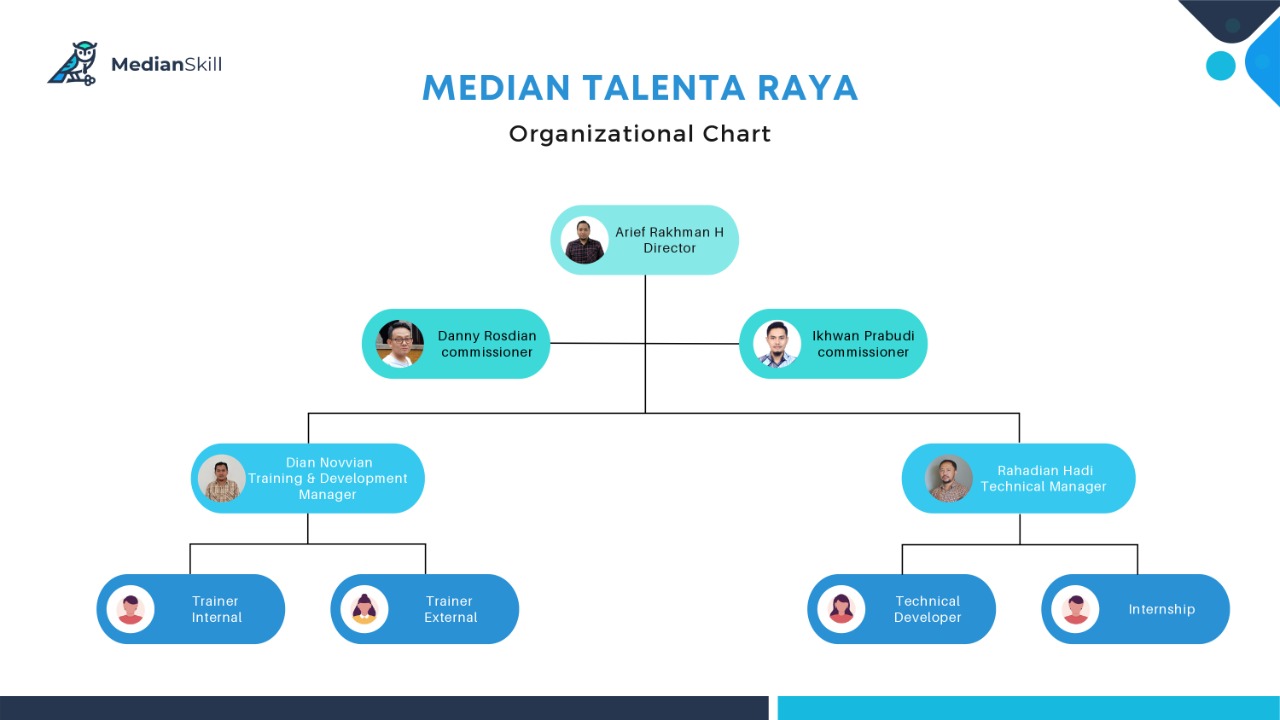 MedianSkill
MEDIAN TALENTA RAYA
Organizational Chart
Arief Rakhman H
Director
Danny Rosdian
commissioner
Ikhwan Prabudi
commissioner
Dian Novvian
Training & Development
Manager
Rahadian Hadi
Technical Manager
Trainer
Internal
Trainer
External
Technical
Developer
Internship